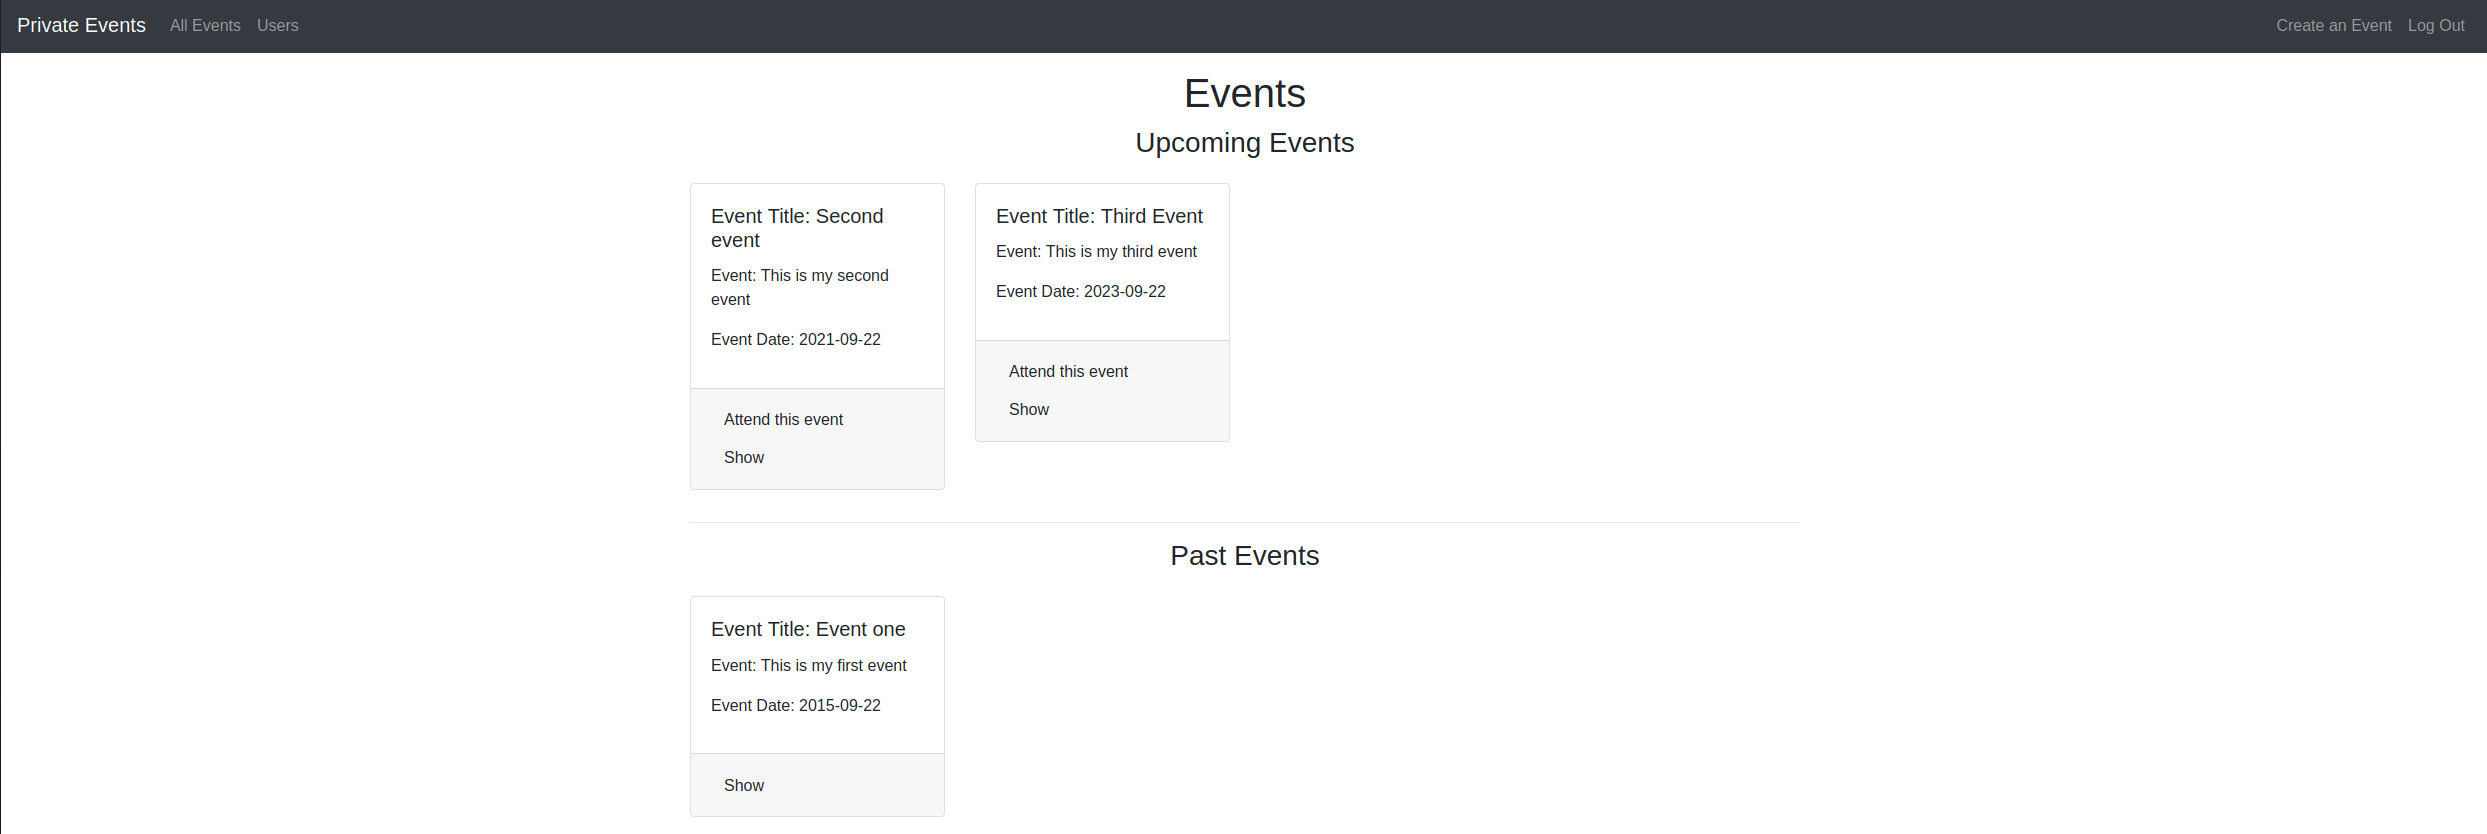 Private Events All Events Users Create an Event Log Out
Events
Upcoming Events
Event Title: Second
event
Event: This is my second
event
Event Date: 2021-09-22
Attend this event
Show
Event Title: Third Event
Event: This is my third event
Event Date: 2023-09-22
Attend this event
Show
Past Events
Event Title: Event one
Event: This is my first event
Event Date: 2015-09-22
Show